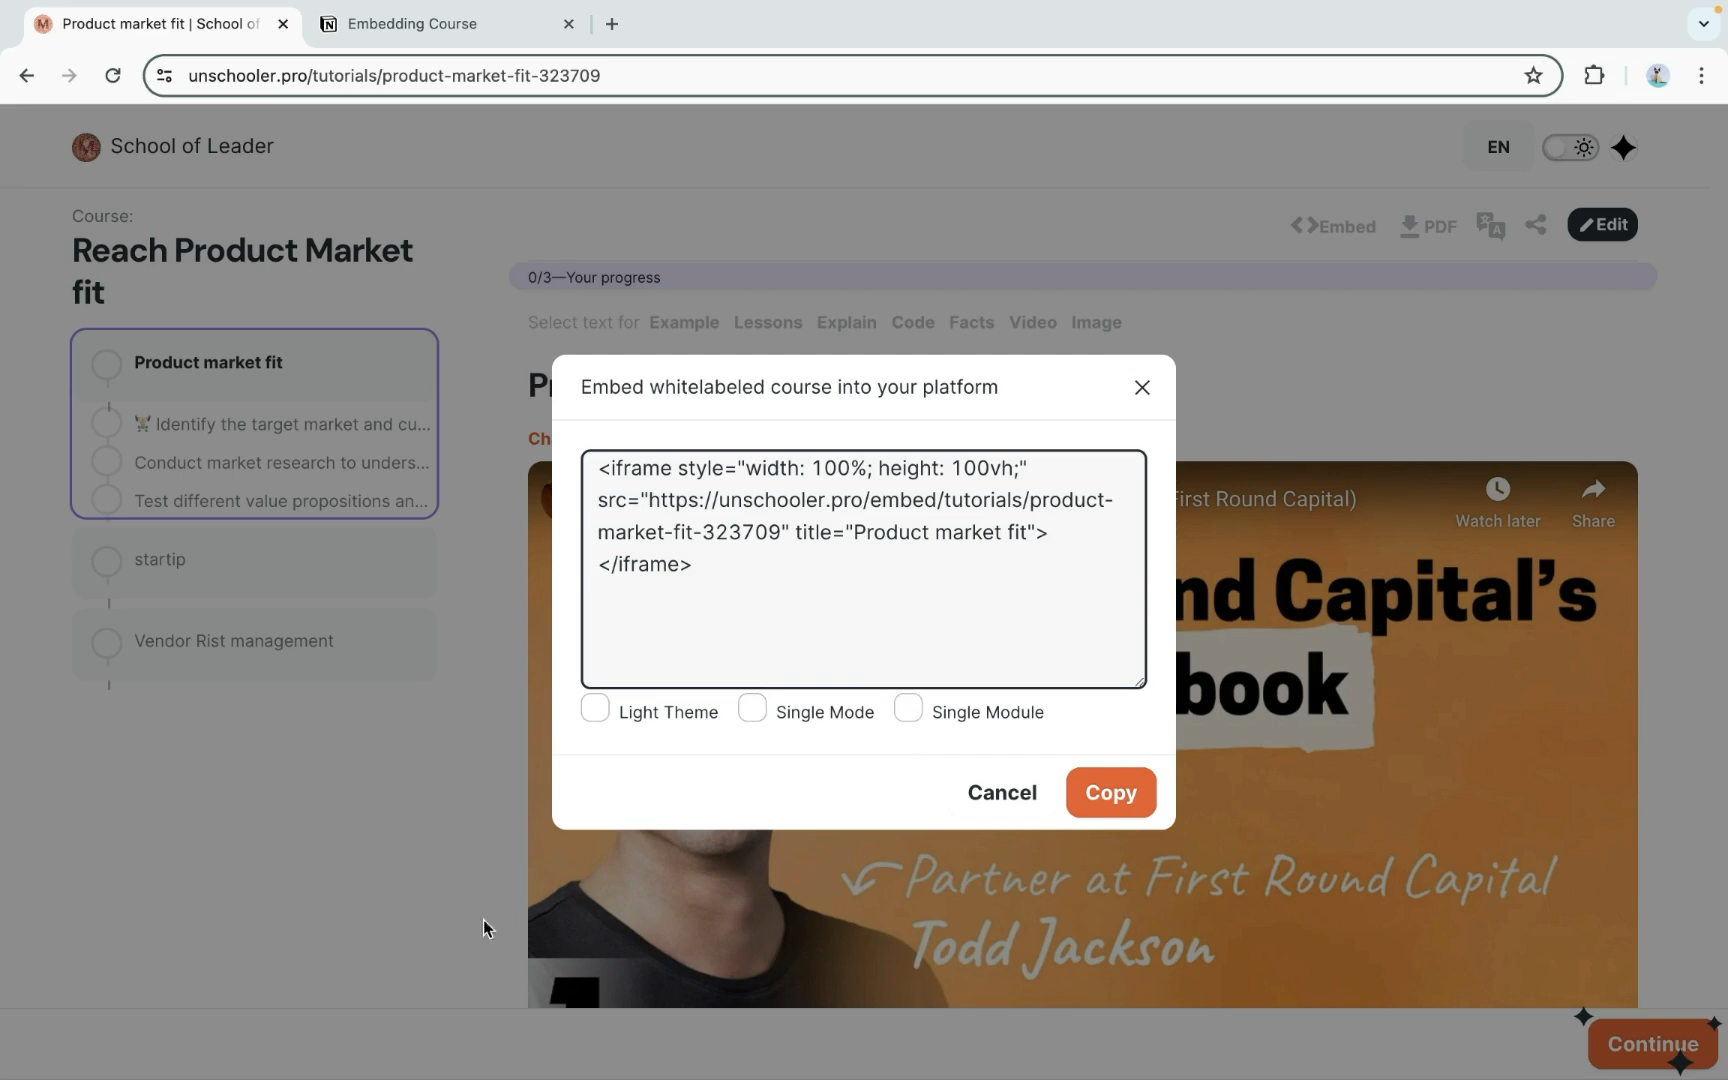 Product market fit | School of
Embedding Course
unschooler.pro/tutorials/product-market-fit-323709
School of Leader
EN
Course:
Reach Product Market
fit
Embed
PDF
Edit
0/3—Your progress
Select text for Example Lessons Explain Code Facts Video Image
Product market fit
Identify the target market and cu...
Conduct market research to unders...
Test different value propositions an...
startip
Vendor Rist management
Embed whitelabeled course into your platform
<iframe style="width: 100%; height: 100vh;"
src="https://unschooler.pro/embed/tutorials/product-
market-fit-323709" title="Product market fit">
</iframe>
Light Theme
Single Mode
Single Module
Cancel
Copy
First Round Capital)
Watch later
Share
nd Capital's
book
Partner at First Round Capital
Todd Jackson
Continue